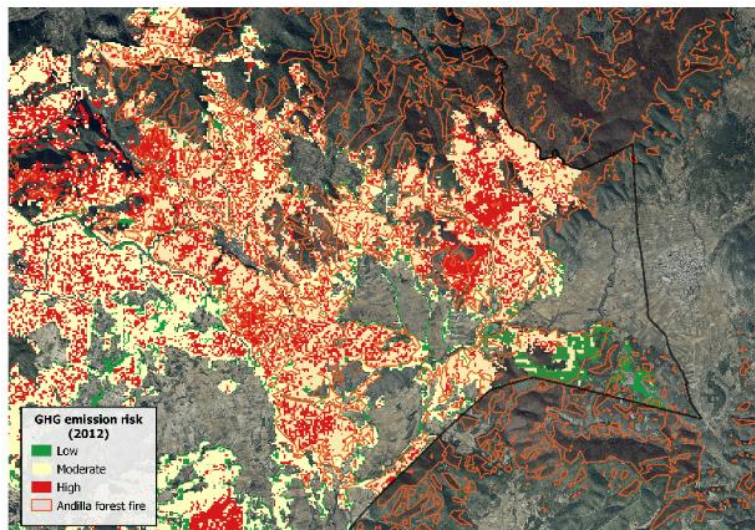 GHG emission risk
(2012)
Low
Moderate
High
Andilla forest fire